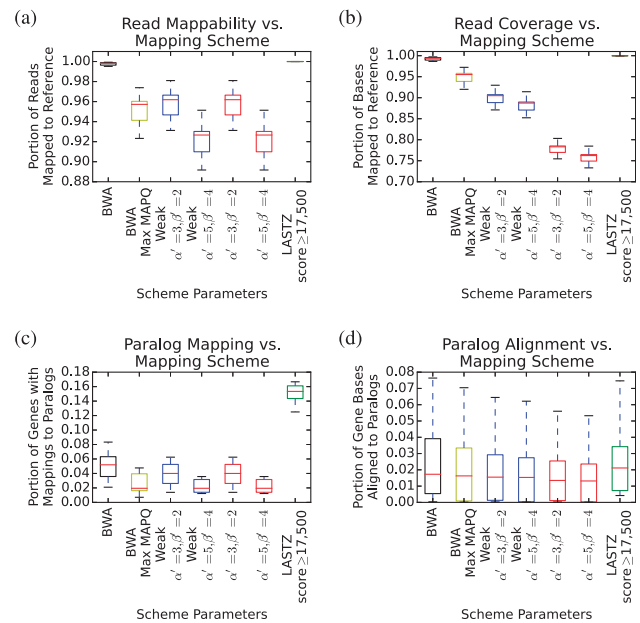 (a)
Read Mappability vs.
Mapping Scheme
Portion of Reads
Mapped to Reference
1.00
0.96
0.92
0.88
BWA
BWA
Max MAPQ
Weak
α′ = 3, β′ = 2
Weak
α′ = 5, β′ = 4
α′ = 3, β′ = 2
α′ = 5, β′ = 4
LASTZ
score ≥ 17,500
Scheme Parameters
(b)
Read Coverage vs.
Mapping Scheme
Portion of Bases
Mapped to Reference
1.00
0.95
0.90
0.85
0.80
0.75
0.70
BWA
BWA
Max MAPQ
Weak
α′ = 3, β′ = 2
Weak
α′ = 5, β′ = 4
α′ = 3, β′ = 2
α′ = 5, β′ = 4
LASTZ
score ≥ 17,500
Scheme Parameters
(c)
Paralog Mapping vs.
Mapping Scheme
Portion of Genes with
Mappings to Paralogs
0.18
0.16
0.14
0.12
0.10
0.08
0.06
0.04
0.02
0.00
BWA
BWA
Max MAPQ
Weak
α′ = 3, β′ = 2
Weak
α′ = 5, β′ = 4
α′ = 3, β′ = 2
α′ = 5, β′ = 4
LASTZ
score ≥ 17,500
Scheme Parameters
(d)
Paralog Alignment vs.
Mapping Scheme
Portion of Gene Bases
Aligned to Paralogs
0.08
0.07
0.06
0.05
0.04
0.03
0.02
0.01
0.00
BWA
BWA
Max MAPQ
Weak
α′ = 3, β′ = 2
Weak
α′ = 5, β′ = 4
α′ = 3, β′ = 2
α′ = 5, β′ = 4
LASTZ
score ≥ 17,500
Scheme Parameters